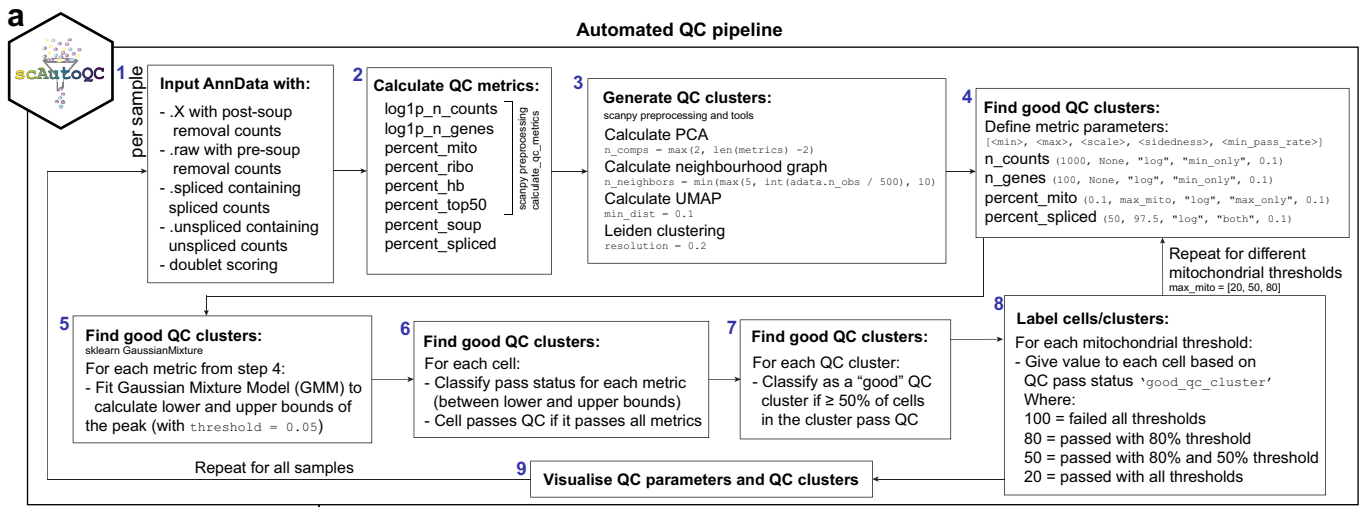 a
scAutoQC
Automated QC pipeline
1
per sample
Input AnnData with:
- .X with post-soup
removal counts
- .raw with pre-soup
removal counts
- .spliced containing
spliced counts
- .unspliced containing
unspliced counts
- doublet scoring
2
Calculate QC metrics:
log1p_n_counts
log1p_n_genes
percent_mito
percent_ribo
percent_hb
percent_top50
percent_soup
percent_spliced
scanpy preprocessing
calculate_qc_metrics
3
Generate QC clusters:
scanpy preprocessing and tools
Calculate PCA
n_comps = max(2, len(metrics) -2)
Calculate neighbourhood graph
n_neighbors = min(max(5, int(adata.n_obs / 500), 10)
Calculate UMAP
min_dist = 0.1
Leiden clustering
resolution = 0.2
4
Find good QC clusters:
Define metric parameters:
[<min>, <max>, <scale>, <sidedness>, <min_pass_rate>]
n_counts (1000, None, "log", "min_only", 0.1)
n_genes (100, None, "log", "min_only", 0.1)
percent_mito (0.1, max_mito, "log", "max_only", 0.1)
percent_spliced (50, 97.5, "log", "both", 0.1)
Repeat for different
mitochondrial thresholds
max_mito = [20, 50, 80]
5
Find good QC clusters:
sklearn GaussianMixture
For each metric from step 4:
- Fit Gaussian Mixture Model (GMM) to
calculate lower and upper bounds of
the peak (with threshold = 0.05)
6
Find good QC clusters:
For each cell:
- Classify pass status for each metric
(between lower and upper bounds)
- Cell passes QC if it passes all metrics
7
Find good QC clusters:
For each QC cluster:
- Classify as a “good” QC
cluster if ≥ 50% of cells
in the cluster pass QC
8
Label cells/clusters:
For each mitochondrial threshold:
- Give value to each cell based on
QC pass status ‘good_qc_cluster’
Where:
100 = failed all thresholds
80 = passed with 80% threshold
50 = passed with 80% and 50% threshold
20 = passed with all thresholds
9
Visualise QC parameters and QC clusters
Repeat for all samples